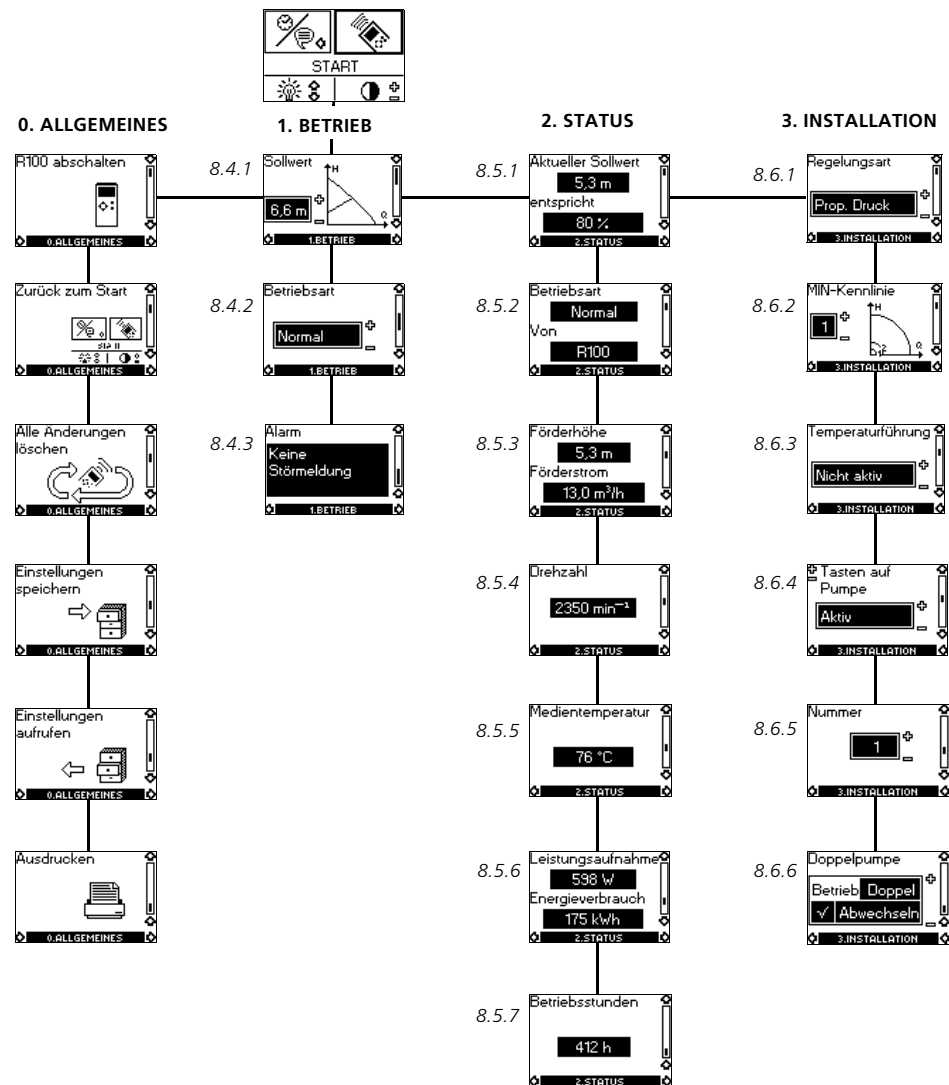 START
0. ALLGEMEINES
1. BETRIEB
2. STATUS
3. INSTALLATION
R100 abschalten
0.ALLGEMEINES
8.4.1
Sollwert
H
6,6 m
Q
1.BETRIEB
8.5.1
Aktueller Sollwert
5,3 m
entspricht
80 %
2.STATUS
8.6.1
Regelungsart
Prop. Druck
3.INSTALLATION
Zurück zum Start
START
0.ALLGEMEINES
8.4.2
Betriebsart
Normal
1.BETRIEB
8.5.2
Betriebsart
Normal
Von
R100
2.STATUS
8.6.2
MIN-Kennlinie
H
1
Q
3.INSTALLATION
Alle Änderungen
löschen
0.ALLGEMEINES
8.4.3
Alarm
Keine
Störmeldung
1.BETRIEB
8.5.3
Förderhöhe
5,3 m
Förderstrom
13,0 m³/h
2.STATUS
8.6.3
Temperaturführung
Nicht aktiv
3.INSTALLATION
Einstellungen
speichern
0.ALLGEMEINES
8.5.4
Drehzahl
2350 min⁻¹
2.STATUS
8.6.4
Tasten auf
Pumpe
Aktiv
3.INSTALLATION
Einstellungen
aufrufen
0.ALLGEMEINES
8.5.5
Medientemperatur
76 °C
2.STATUS
8.6.5
Nummer
1
3.INSTALLATION
Ausdrucken
0.ALLGEMEINES
8.5.6
Leistungsaufnahme
598 W
Energieverbrauch
175 kWh
2.STATUS
8.6.6
Doppelpumpe
Betrieb Doppel
√ Abwechseln
3.INSTALLATION
8.5.7
Betriebsstunden
412 h
2.STATUS